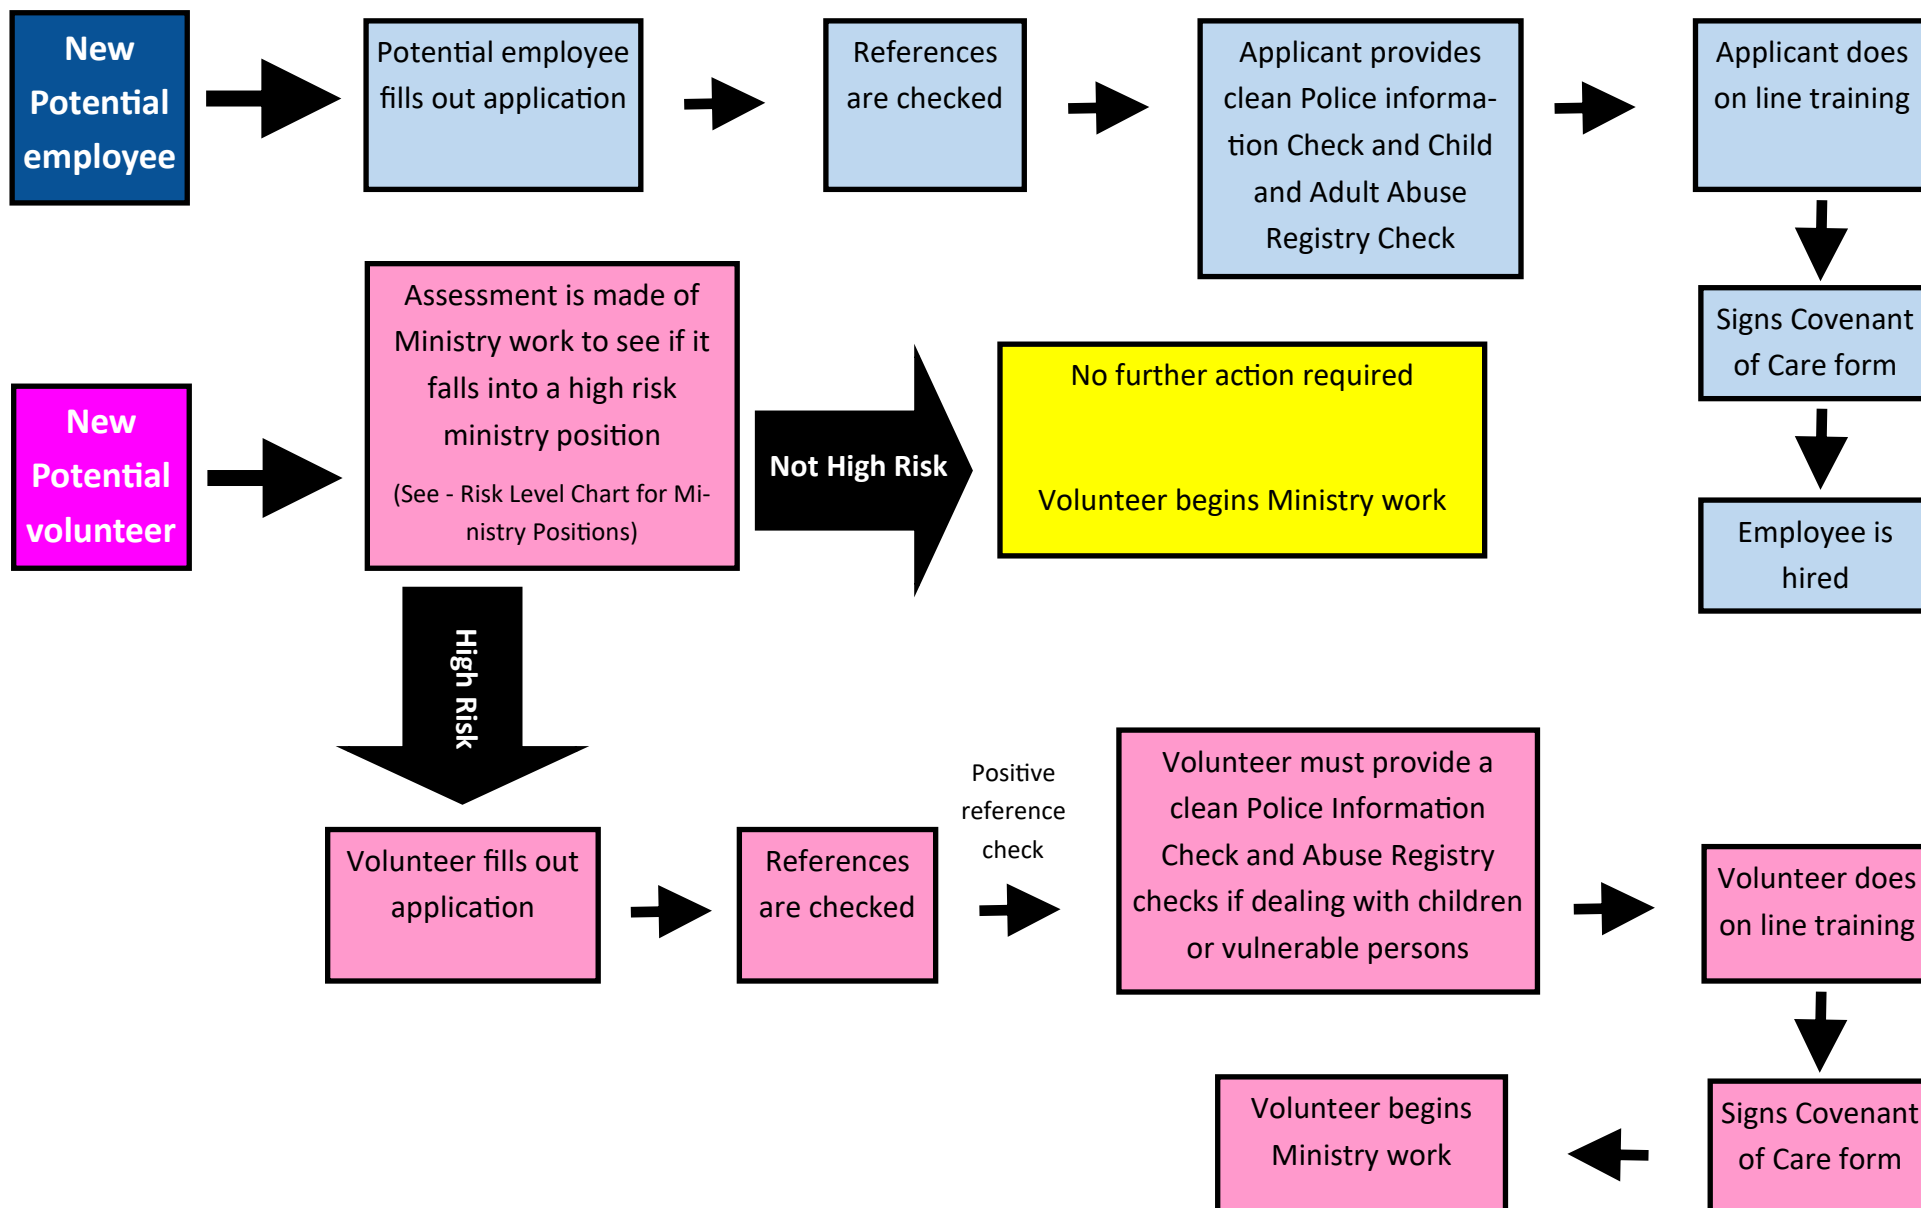 New
Potential
employee
Potential employee
fills out application
References
are checked
Applicant provides
clean Police informa-
tion Check and Child
and Adult Abuse
Registry Check
Applicant does
on line training
Signs Covenant
of Care form
Employee is
hired
New
Potential
volunteer
Assessment is made of
Ministry work to see if it
falls into a high risk
ministry position
(See - Risk Level Chart for Mi-
nistry Positions)
Not High Risk
No further action required
Volunteer begins Ministry work
High Risk
Volunteer fills out
application
References
are checked
Positive
reference
check
Volunteer must provide a
clean Police Information
Check and Abuse Registry
checks if dealing with children
or vulnerable persons
Volunteer does
on line training
Signs Covenant
of Care form
Volunteer begins
Ministry work